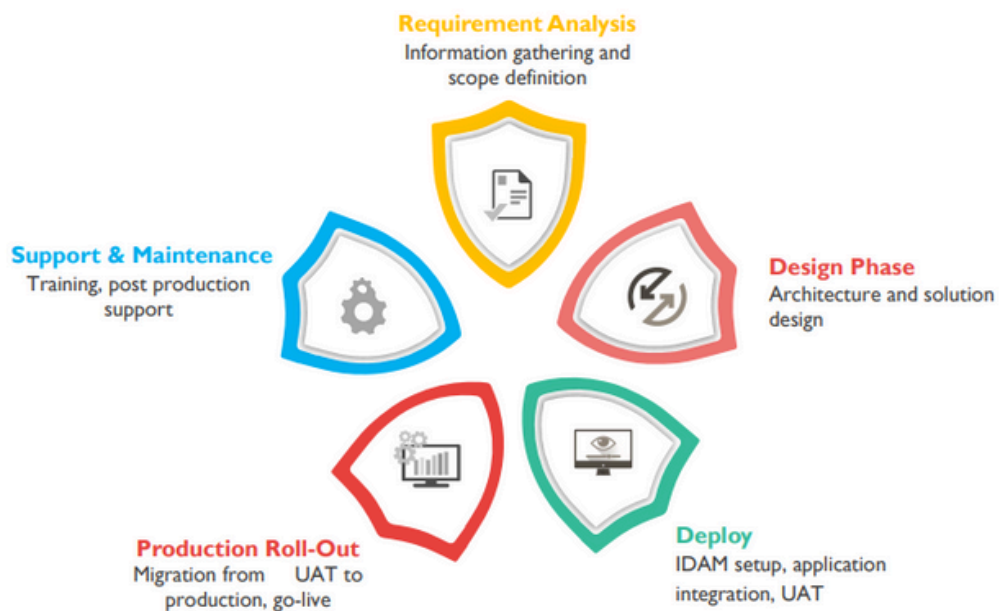 Requirement Analysis
Information gathering and
scope definition
Support & Maintenance
Training, post production
support
Design Phase
Architecture and solution
design
Production Roll-Out
Migration from UAT to
production, go-live
Deploy
IDAM setup, application
integration, UAT